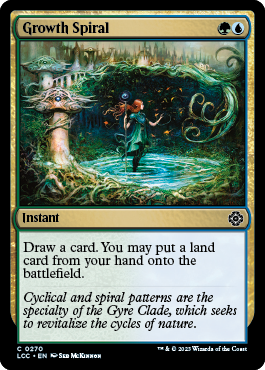 Growth Spiral
Instant
Draw a card. You may put a land
card from your hand onto the
battlefield.
Cyclical and spiral patterns are the
specialty of the Gyre Clade, which seeks
to revitalize the cycles of nature.
C 0270
LCC • EN Seb McKinnon
™ & © 2023 Wizards of the Coast